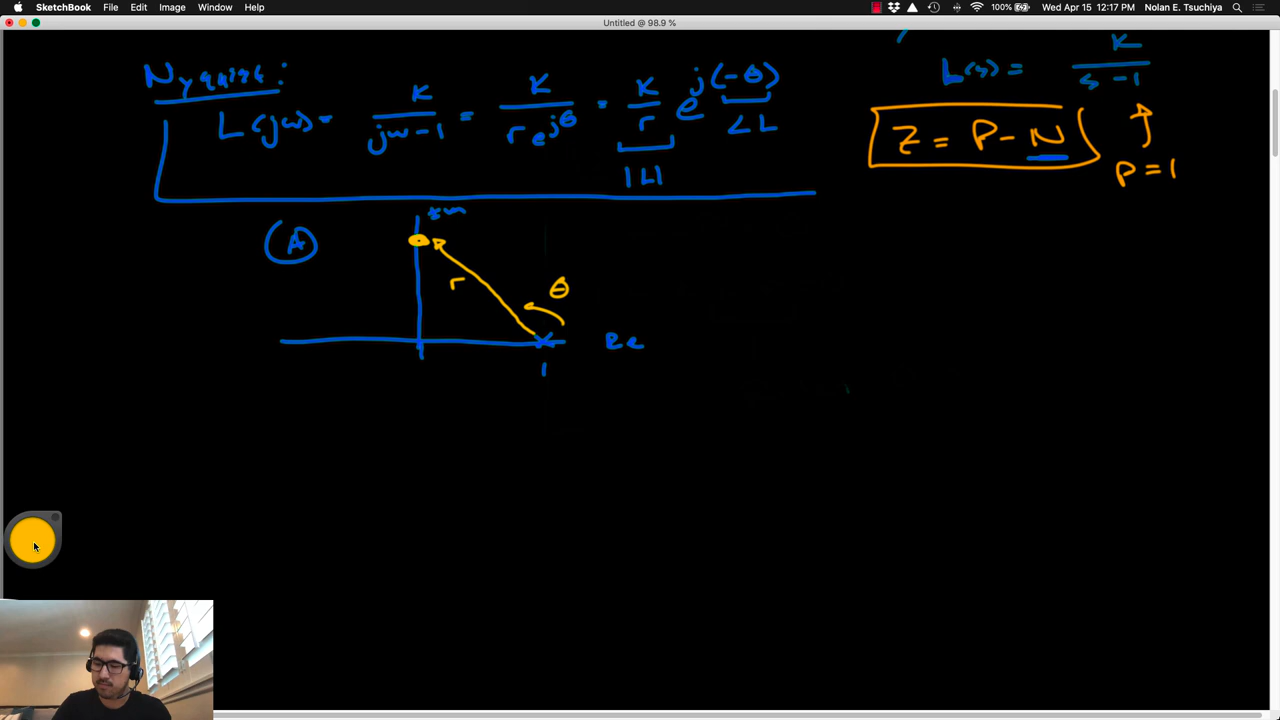 SketchBook File Edit Image Window Help 100% Wed Apr 15 12:17 PM Nolan E. Tsuchiya
Untitled @ 98.9 %
Nyquist:
L(jω) = K / (jω-1) = K / (r e^{jθ}) = K/r e^{j(-θ)}
|L| ∠L
L(s) = K / (s-1)
Z = P - N
P = 1
A
Im
r
θ
Re
1